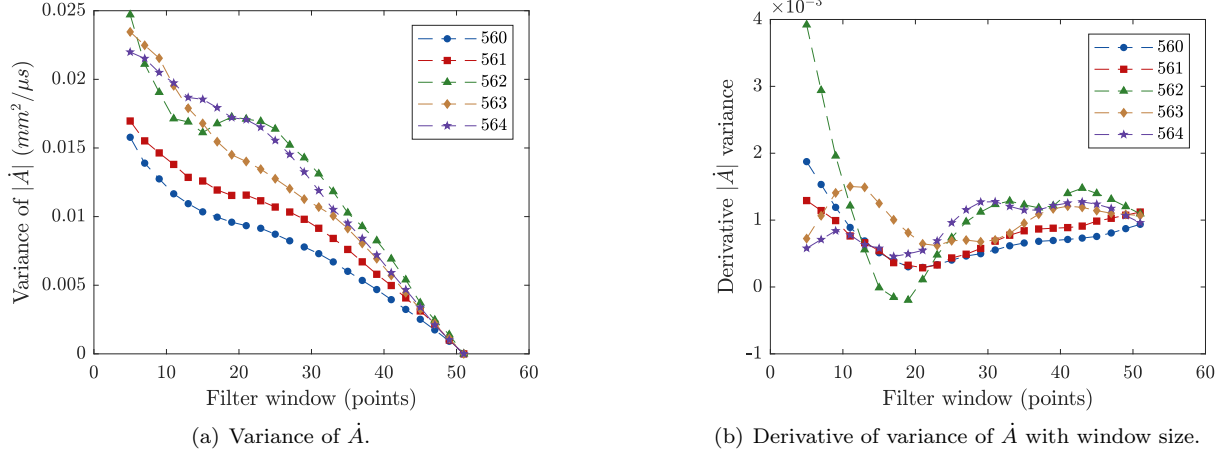 0.025
0.02
0.015
0.01
0.005
0
0 10 20 30 40 50 60
Variance of |Ȧ| (mm²/μs)
Filter window (points)
560
561
562
563
564
(a) Variance of Ȧ.
×10⁻³
4
3
2
1
0
-1
0 10 20 30 40 50 60
Derivative |Ȧ| variance
Filter window (points)
560
561
562
563
564
(b) Derivative of variance of Ȧ with window size.